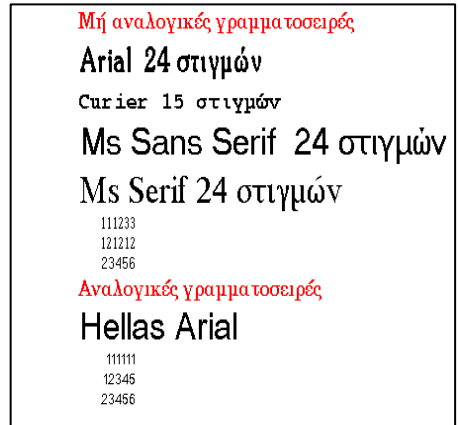 Μή αναλογικές γραμματοσειρές
Arial 24 στιγμών
Curier 15 στιγμών
Ms Sans Serif 24 στιγμών
Ms Serif 24 στιγμών
111233
121212
23456
Αναλογικές γραμματοσειρές
Hellas Arial
111111
12345
23456